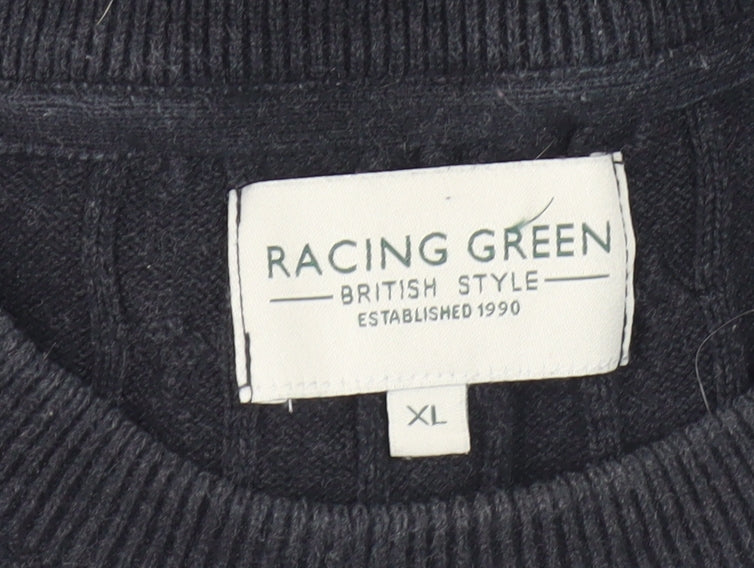 RACING GREEN
BRITISH STYLE
ESTABLISHED 1990
XL